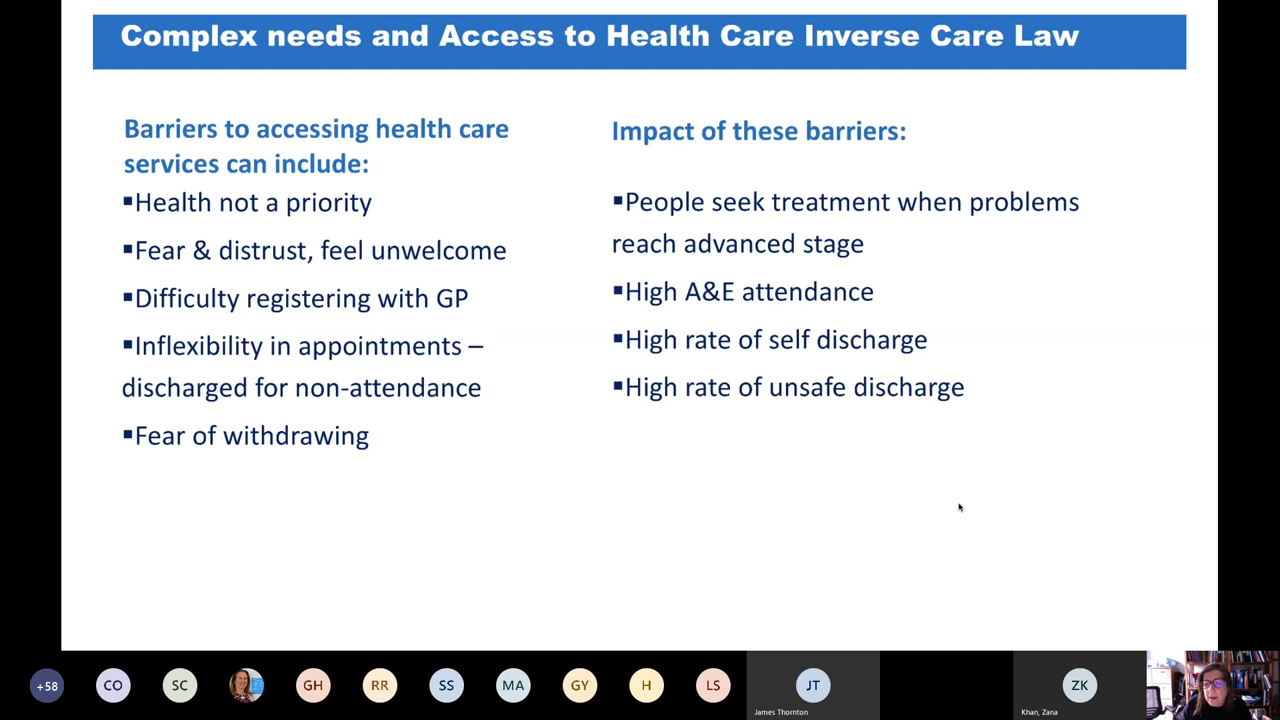 Complex needs and Access to Health Care Inverse Care Law
Barriers to accessing health care
services can include:
▪Health not a priority
▪Fear & distrust, feel unwelcome
▪Difficulty registering with GP
▪Inflexibility in appointments –
discharged for non-attendance
▪Fear of withdrawing
Impact of these barriers:
▪People seek treatment when problems
reach advanced stage
▪High A&E attendance
▪High rate of self discharge
▪High rate of unsafe discharge
+58
CO
SC
GH
RR
SS
MA
GY
H
LS
JT
James Thornton
ZK
Khan, Zana